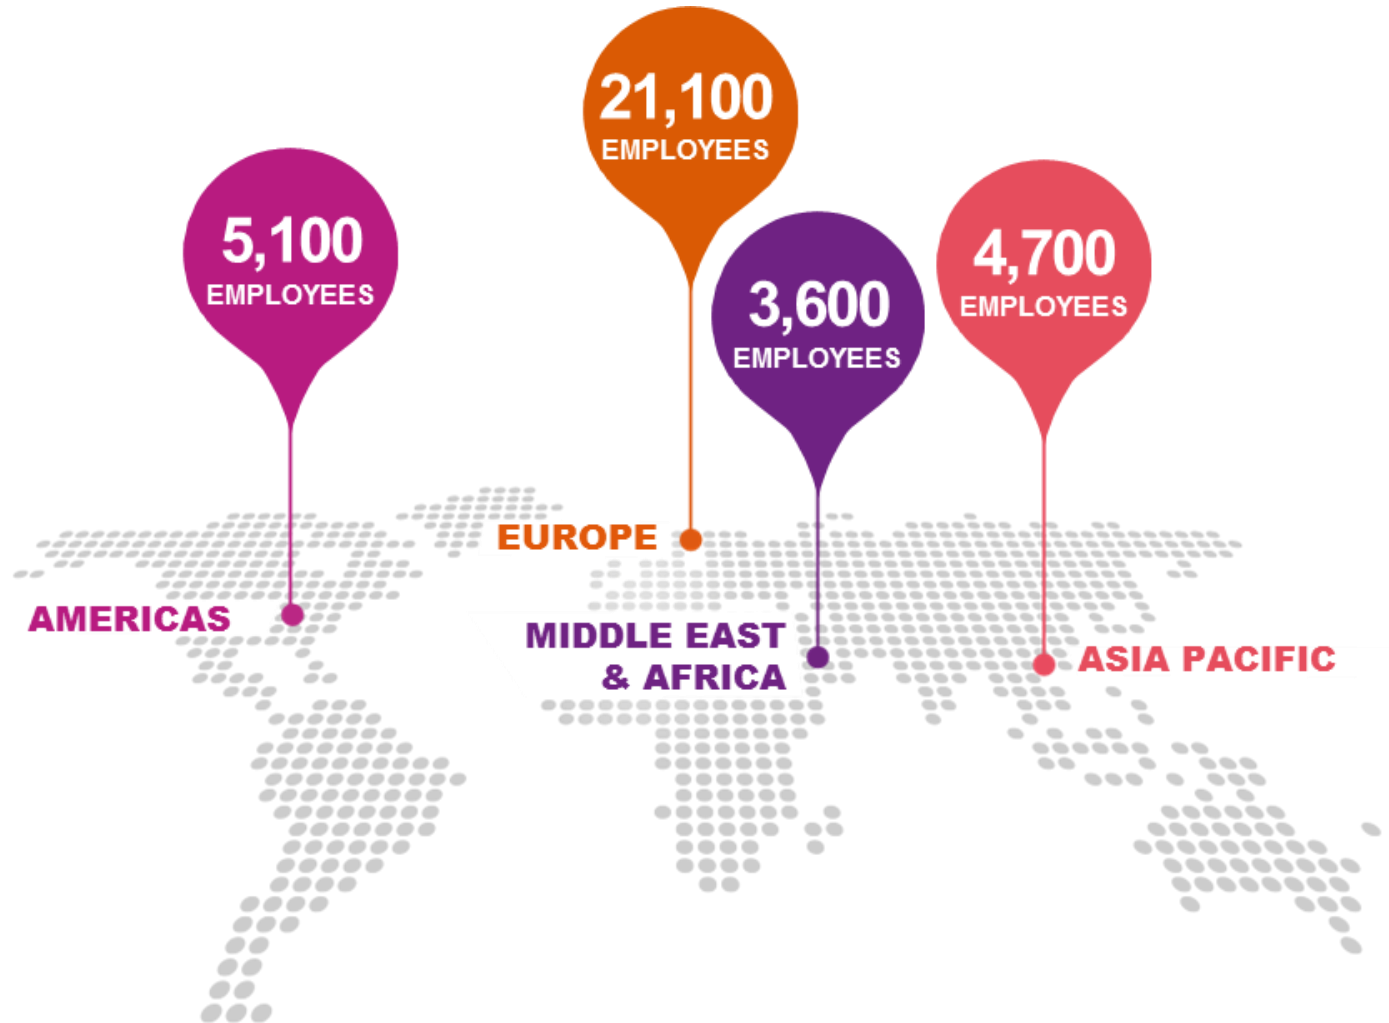 21,100
EMPLOYEES
5,100
EMPLOYEES
4,700
EMPLOYEES
3,600
EMPLOYEES
EUROPE
AMERICAS
MIDDLE EAST
& AFRICA
ASIA PACIFIC